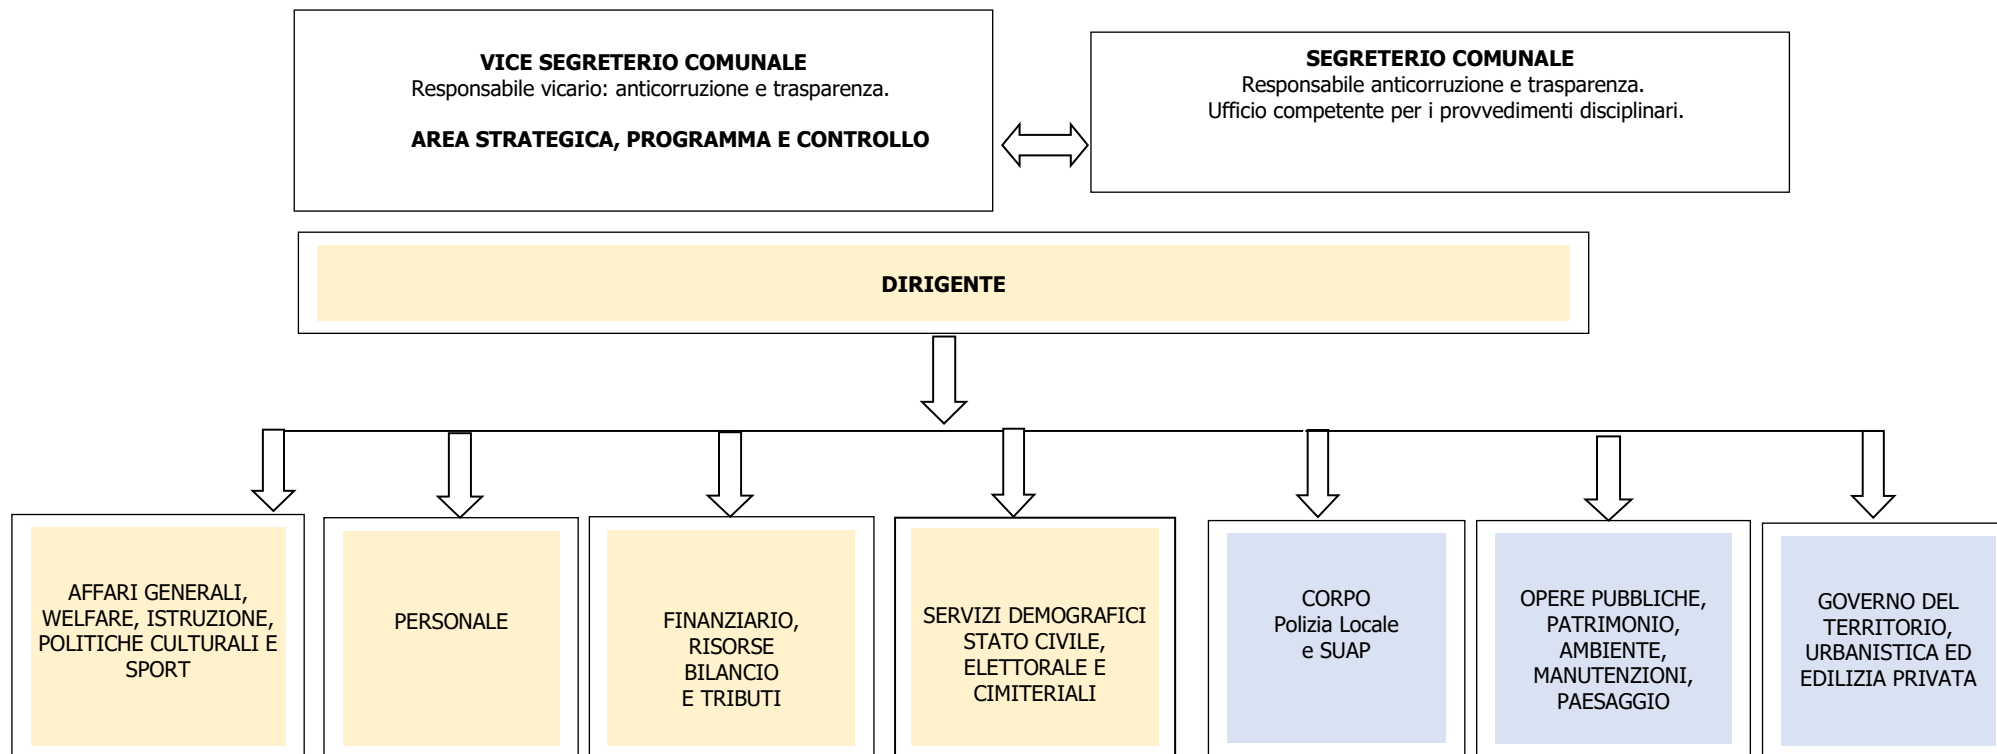 VICE SEGRETERIO COMUNALE
Responsabile vicario: anticorruzione e trasparenza.
AREA STRATEGICA, PROGRAMMA E CONTROLLO
SEGRETERIO COMUNALE
Responsabile anticorruzione e trasparenza.
Ufficio competente per i provvedimenti disciplinari.
DIRIGENTE
AFFARI GENERALI,
WELFARE, ISTRUZIONE,
POLITICHE CULTURALI E
SPORT
PERSONALE
FINANZIARIO,
RISORSE
BILANCIO
E TRIBUTI
SERVIZI DEMOGRAFICI
STATO CIVILE,
ELETTORALE E
CIMITERIALI
CORPO
Polizia Locale
e SUAP
OPERE PUBBLICHE,
PATRIMONIO,
AMBIENTE,
MANUTENZIONI,
PAESAGGIO
GOVERNO DEL
TERRITORIO,
URBANISTICA ED
EDILIZIA PRIVATA